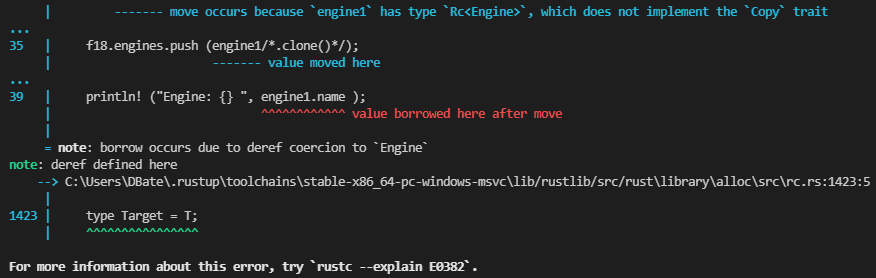 |        ------- move occurs because `engine1` has type `Rc<Engine>`, which does not implement the `Copy` trait
...
35   |     f18.engines.push (engine1/*.clone()*/);
     |                       ------- value moved here
...
39   |     println! ("Engine: {} ", engine1.name );
     |                              ^^^^^^^^^^^^ value borrowed here after move
     |
     = note: borrow occurs due to deref coercion to `Engine`
note: deref defined here
    --> C:\Users\DBate\.rustup\toolchains\stable-x86_64-pc-windows-msvc\lib/rustlib/src/rust\library\alloc\src\rc.rs:1423:5
     |
1423 |     type Target = T;
     |     ^^^^^^^^^^^^^^^^
For more information about this error, try `rustc --explain E0382`.